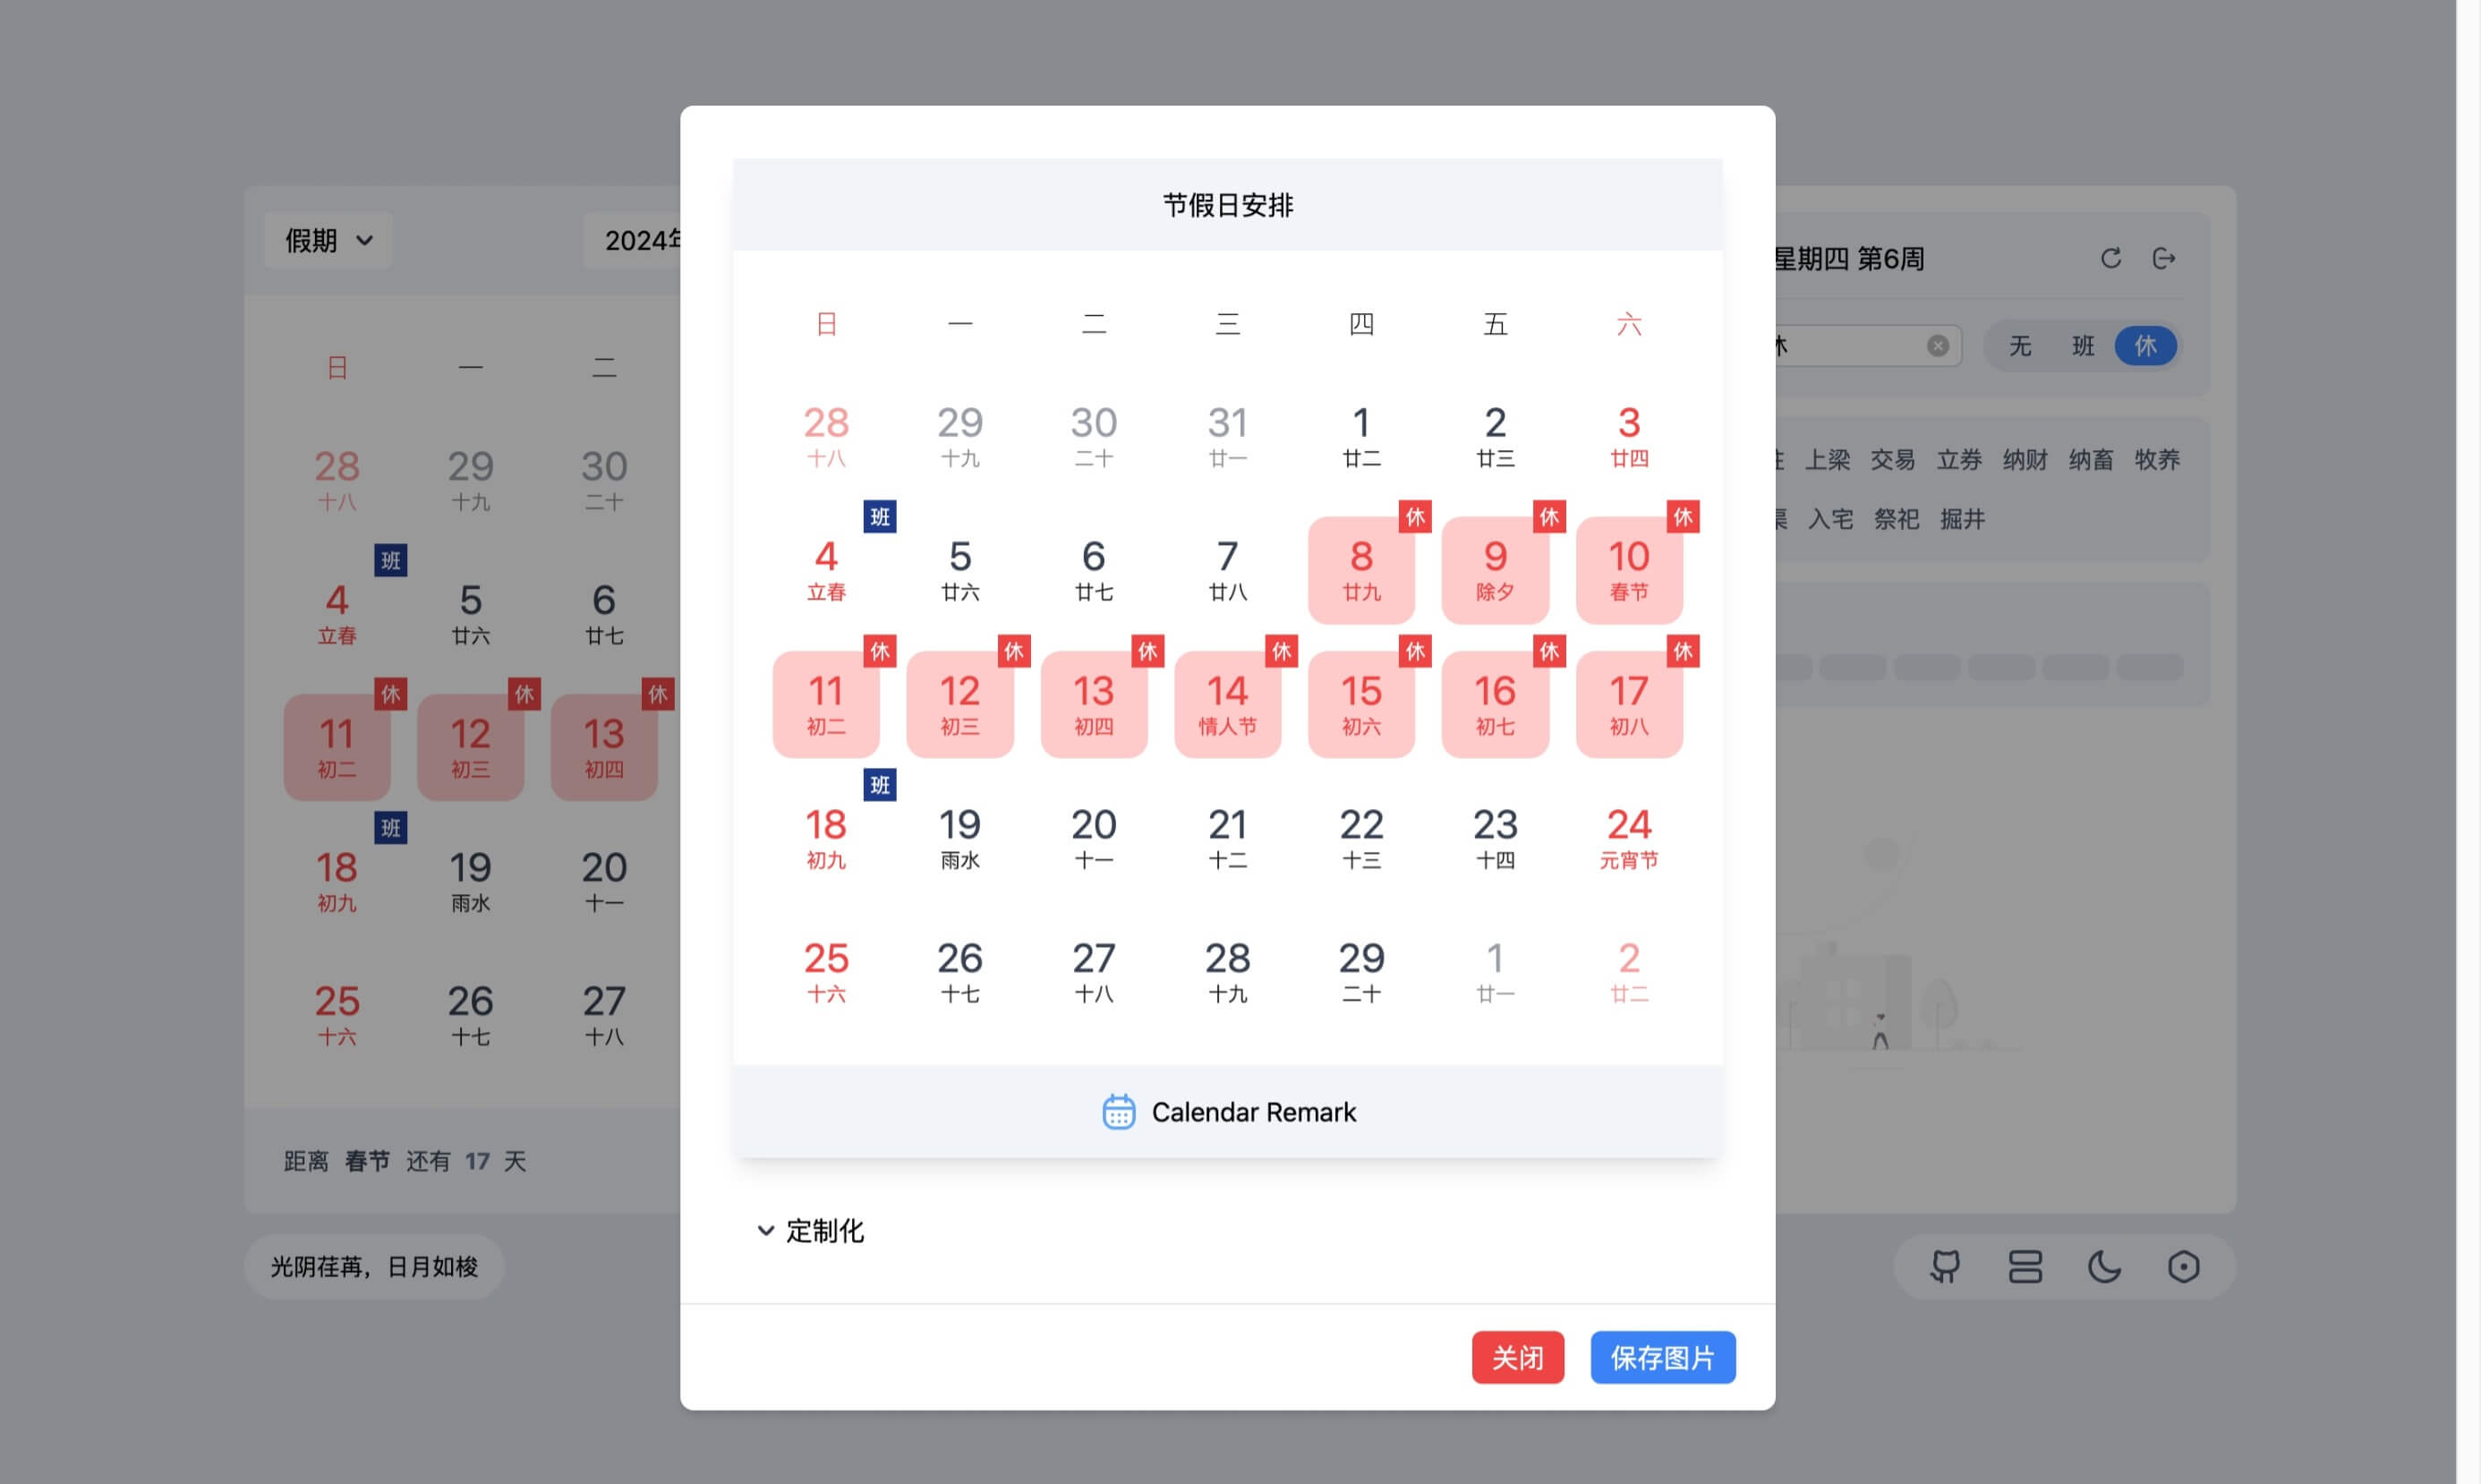 节假日安排
日 一 二 三 四 五 六
28 29 30 31 1 2 3
十八 十九 二十 廿一 廿二 廿三 廿四
班 休 休 休
4 5 6 7 8 9 10
立春 廿六 廿七 廿八 廿九 除夕 春节
休 休 休 休 休 休 休
11 12 13 14 15 16 17
初二 初三 初四 情人节 初六 初七 初八
班
18 19 20 21 22 23 24
初九 雨水 十一 十二 十三 十四 元宵节
25 26 27 28 29 1 2
十六 十七 十八 十九 二十 廿一 廿二
Calendar Remark
定制化
关闭 保存图片
假期 2024年
日 一 二
28 29 30
十八 十九 二十
班
4 5 6
立春 廿六 廿七
休 休 休
11 12 13
初二 初三 初四
班
18 19 20
初九 雨水 十一
25 26 27
十六 十七 十八
距离 春节 还有 17 天
光阴荏苒，日月如梭
星期四 第6周
休 无 班 休
上梁 交易 立券 纳财 纳畜 牧养
入宅 祭祀 掘井